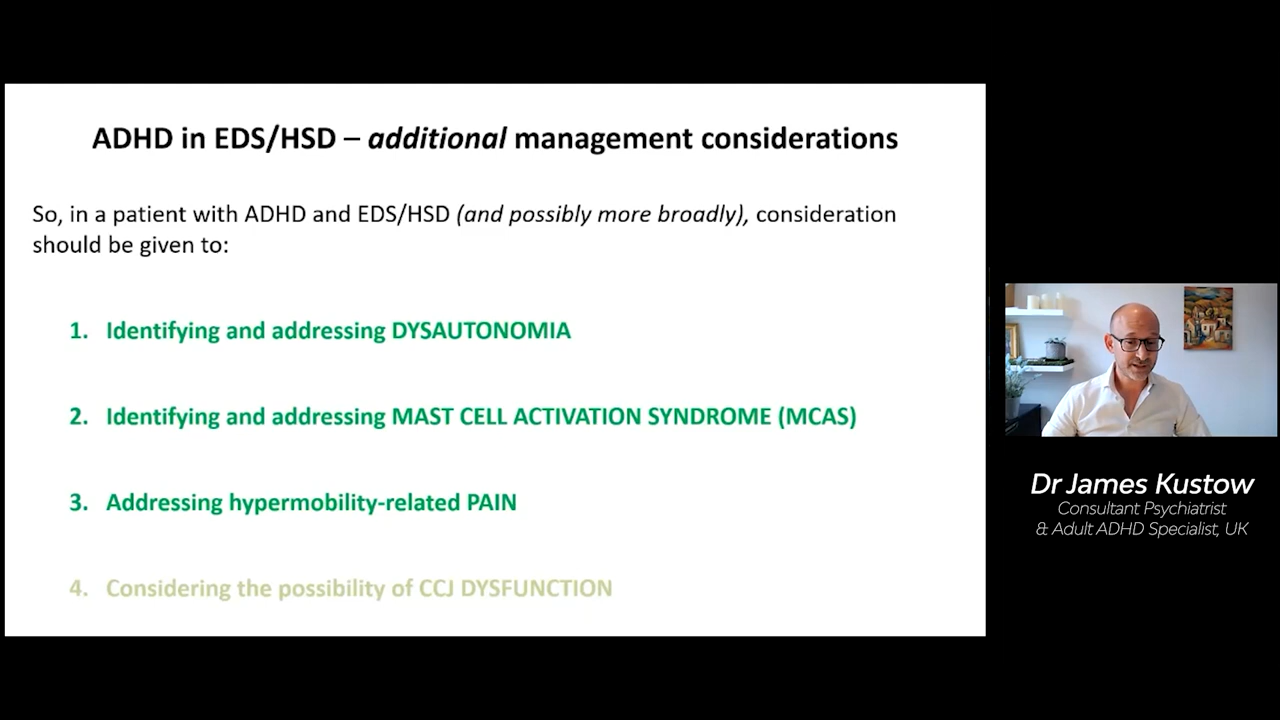 ADHD in EDS/HSD – additional management considerations
So, in a patient with ADHD and EDS/HSD (and possibly more broadly), consideration
should be given to:
1. Identifying and addressing DYSAUTONOMIA
2. Identifying and addressing MAST CELL ACTIVATION SYNDROME (MCAS)
3. Addressing hypermobility-related PAIN
4. Considering the possibility of CCJ DYSFUNCTION
Dr James Kustow
Consultant Psychiatrist
& Adult ADHD Specialist, UK